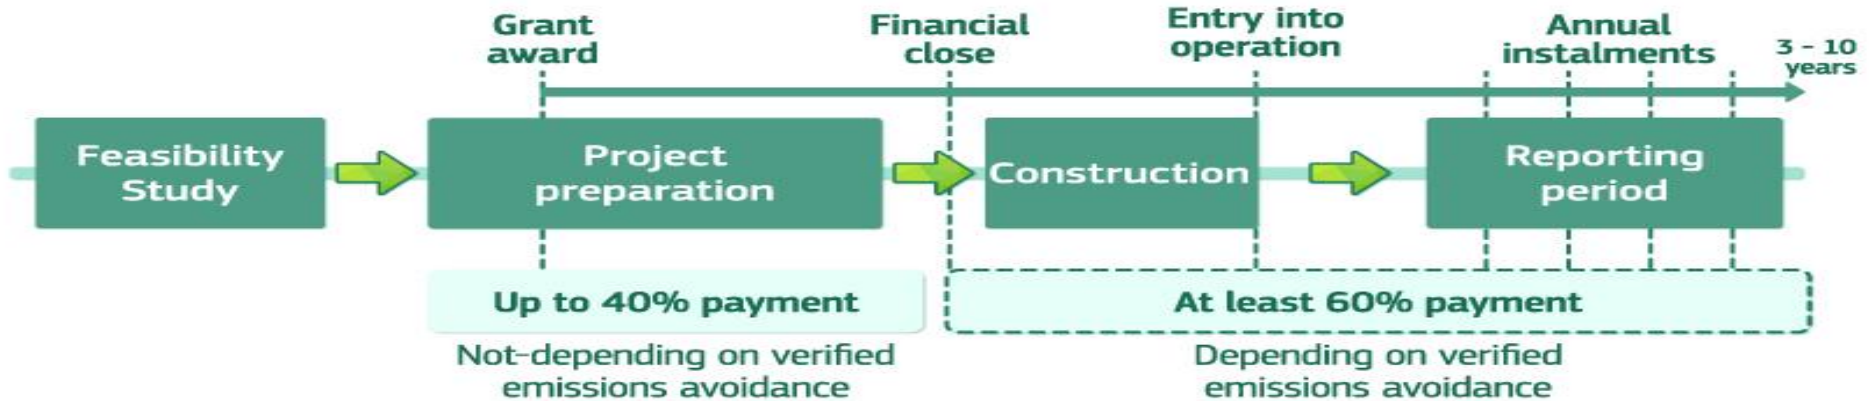 Grant
award
Financial
close
Entry into
operation
Annual
instalments
3 - 10
years
Feasibility
Study
Project
preparation
Construction
Reporting
period
Up to 40% payment
At least 60% payment
Not-depending on verified
emissions avoidance
Depending on verified
emissions avoidance